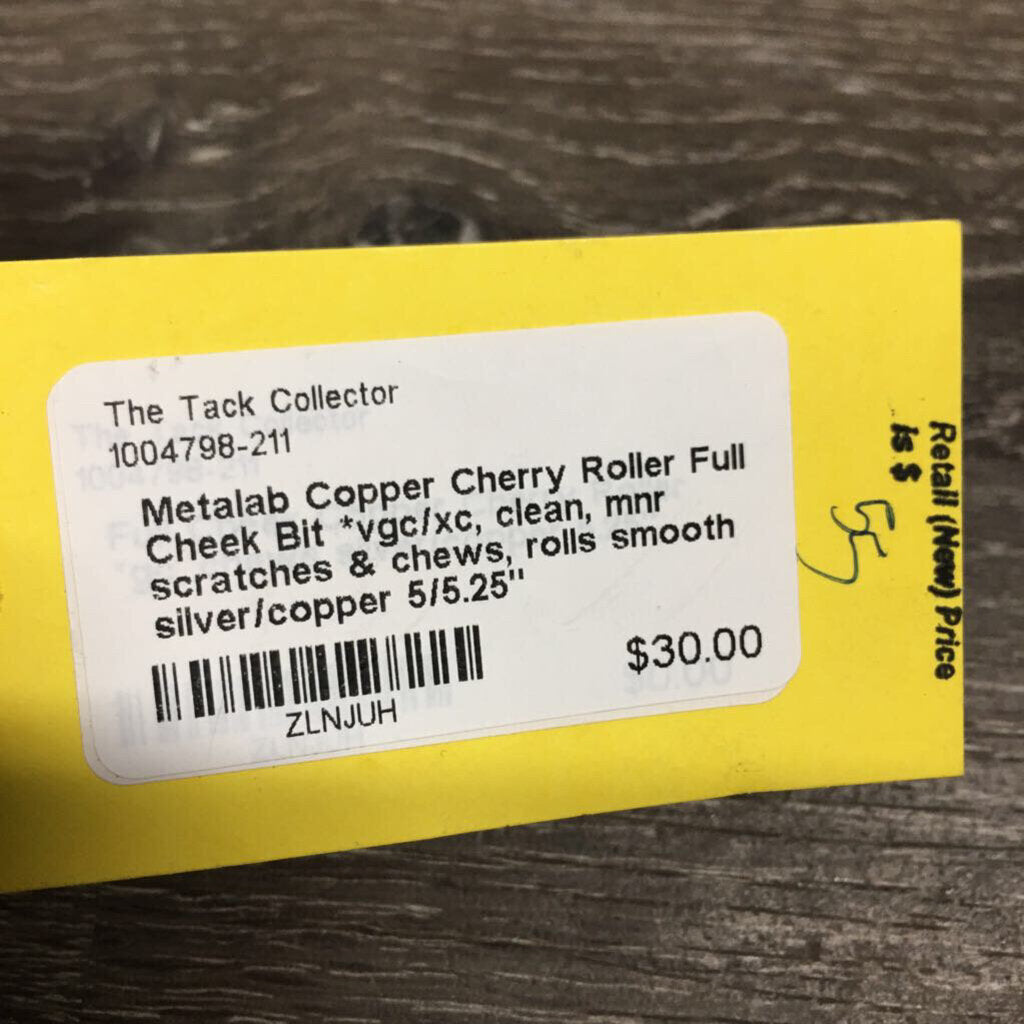 The Tack Collector
1004798-211
Metalab Copper Cherry Roller Full
Cheek Bit *vgc/xc, clean, mnr
scratches & chews, rolls smooth
silver/copper 5/5.25"
$30.00
ZLNJUH
Retail (New) Price
is $
55